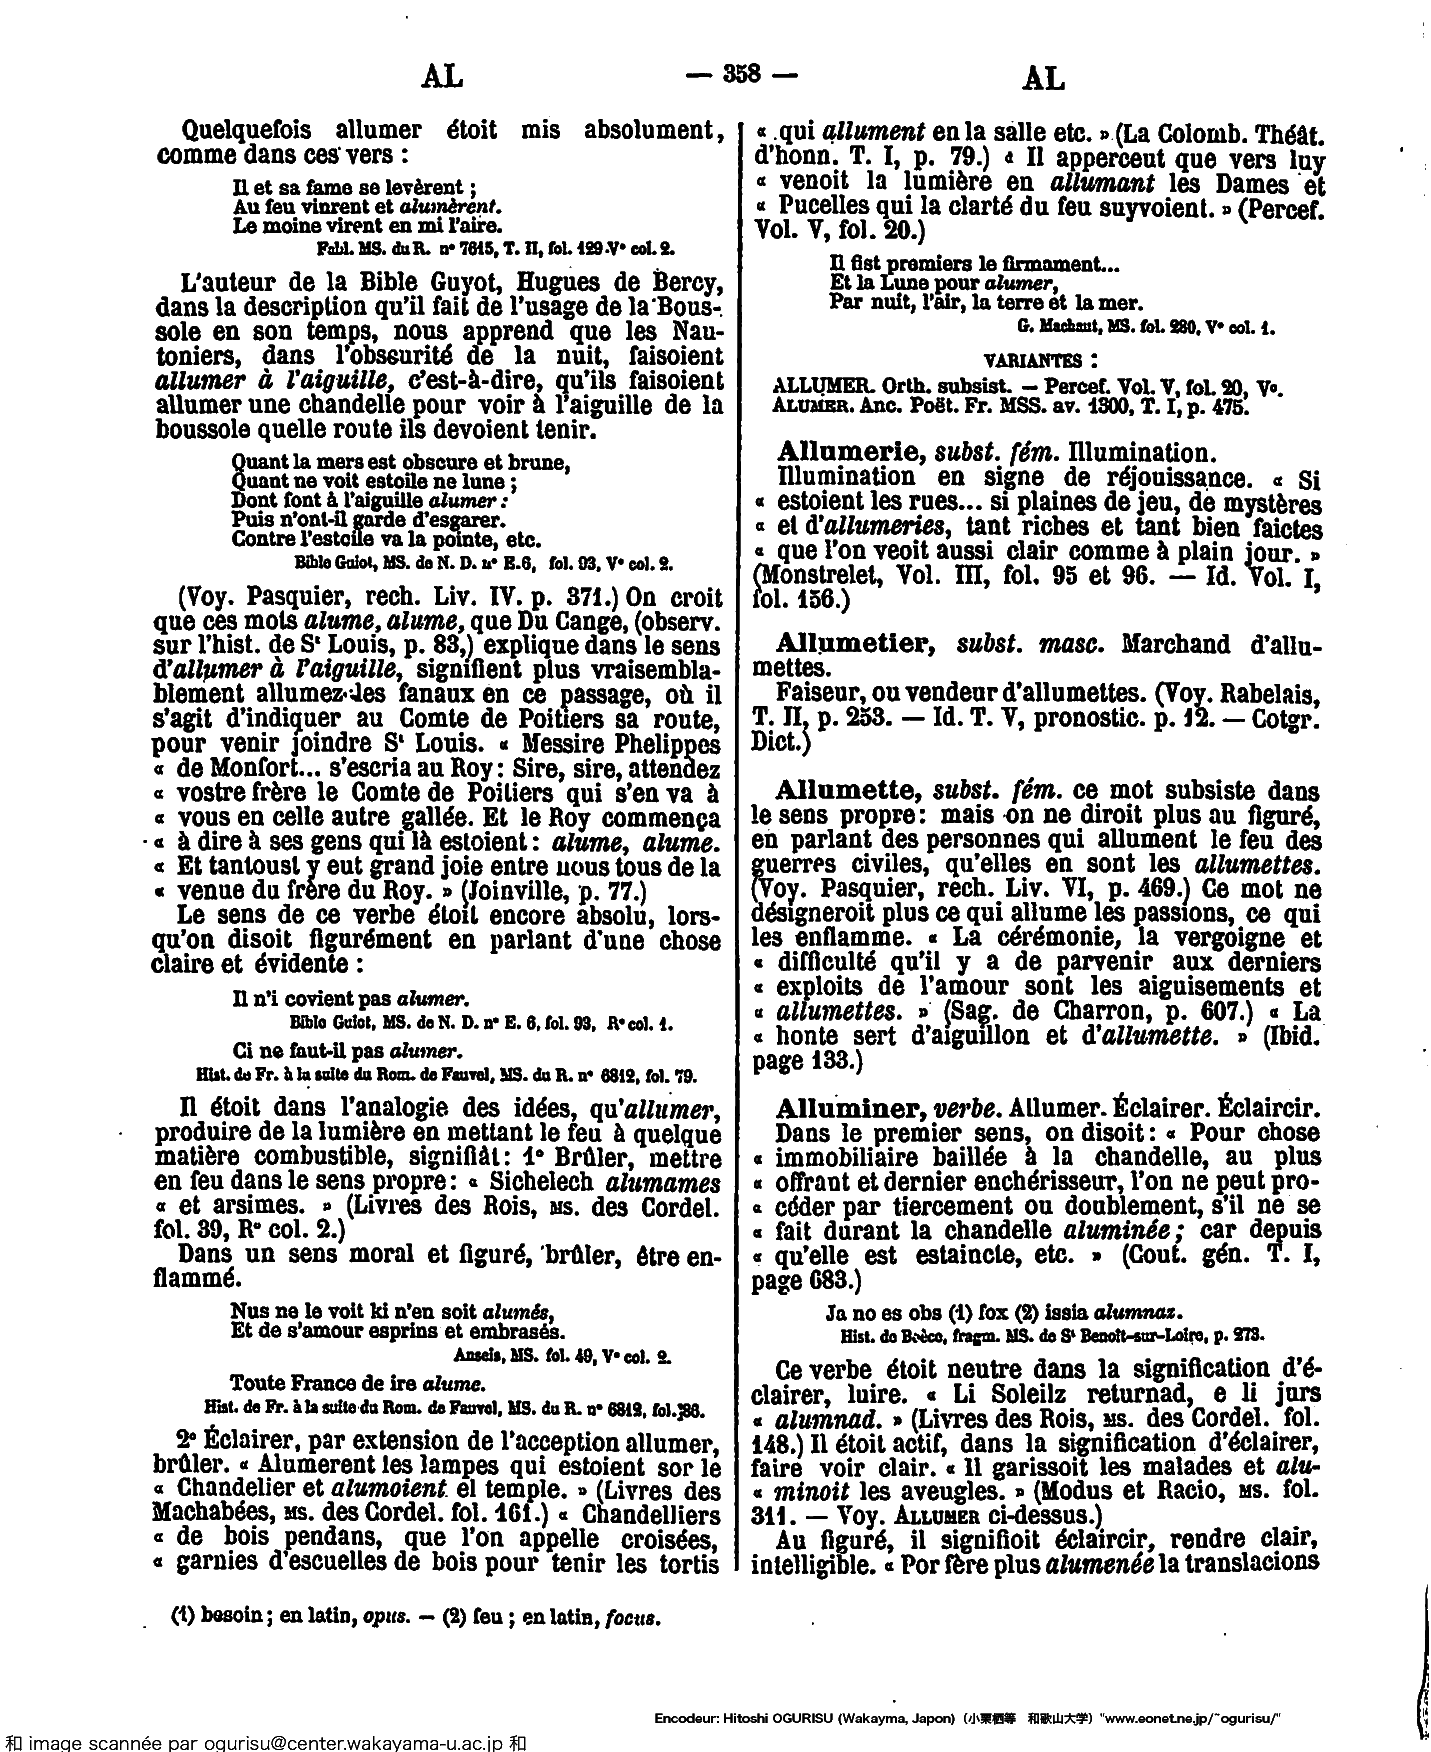 AL — 358 — AL
Quelquefois allumer étoit mis absolument,
comme dans ces vers :
Il et sa fame se levèrent ;
Au feu vinrent et alumèrent.
Le moine virent en mi l'aire.
Fabl. MS. du R. n° 7615, T. II, fol. 129 V° col. 2.
L'auteur de la Bible Guyot, Hugues de Bercy,
dans la description qu'il fait de l'usage de la Bous-
sole en son temps, nous apprend que les Nau-
toniers, dans l'obscurité de la nuit, faisoient
allumer à l'aiguille, c'est-à-dire, qu'ils faisoient
allumer une chandelle pour voir à l'aiguille de la
boussole quelle route ils devoient tenir.
Quant la mers est obscure et brune,
Quant ne voit estoile ne lune ;
Dont font à l'aiguille alumer :
Puis n'ont-il garde d'esgarer.
Contre l'estoile va la pointe, etc.
Bible Guiot, MS. de N. D. n° E.6, fol. 93, V° col. 2.
(Voy. Pasquier, rech. Liv. IV. p. 371.) On croit
que ces mots alume, alume, que Du Cange, (observ.
sur l'hist. de St Louis, p. 83,) explique dans le sens
d'allumer à l'aiguille, signifient plus vraisembla-
blement allumez les fanaux en ce passage, où il
s'agit d'indiquer au Comte de Poitiers sa route,
pour venir joindre St Louis. « Messire Phelippes
« de Monfort... s'escria au Roy : Sire, sire, attendez
« vostre frère le Comte de Poitiers qui s'en va à
« vous en celle autre gallée. Et le Roy commença
« à dire à ses gens qui là estoient : alume, alume.
« Et tantoust y eut grand joie entre nous tous de la
« venue du frère du Roy. » (Joinville, p. 77.)
Le sens de ce verbe étoit encore absolu, lors-
qu'on disoit figurément en parlant d'une chose
claire et évidente :
Il n'i covient pas alumer.
Bible Guiot, MS. de N. D. n° E. 6, fol. 93, R° col. 1.
Ci ne faut-il pas alumer.
Hist. de Fr. à la suite du Rom. de Fauvel, MS. du R. n° 6812, fol. 79.
Il étoit dans l'analogie des idées, qu'allumer,
produire de la lumière en mettant le feu à quelque
matière combustible, signifiât : 1° Brûler, mettre
en feu dans le sens propre : « Sichelech alumames
« et arsimes. » (Livres des Rois, MS. des Cordel.
fol. 39, R° col. 2.)
Dans un sens moral et figuré, brûler, être en-
flammé.
Nus ne le voit ki n'en soit alumés,
Et de s'amour esprins et embrasés.
Anseis, MS. fol. 49, V° col. 2.
Toute France de ire alume.
Hist. de Fr. à la suite du Rom. de Fauvel, MS. du R. n° 6812, fol. 86.
2° Éclairer, par extension de l'acception allumer,
brûler. « Alumerent les lampes qui estoient sor le
« Chandelier et alumoient el temple. » (Livres des
Machabées, MS. des Cordel. fol. 161.) « Chandelliers
« de bois pendans, que l'on appelle croisées,
« garnies d'escuelles de bois pour tenir les tortis
« qui allument en la salle etc. » (La Colomb. Théât.
d'honn. T. I, p. 79.) « Il apperceut que vers luy
« venoit la lumière en allumant les Dames et
« Pucelles qui la clarté du feu suyvoient. » (Percef.
Vol. V, fol. 20.)
Il fist premiers le firmament...
Et la Lune pour alumer,
Par nuit, l'air, la terre et la mer.
G. Machaut, MS. fol. 280, V° col. 1.
VARIANTES :
ALLUMER. Orth. subsist. — Percef. Vol. V, fol. 20, V°.
ALUMER. Anc. Poët. Fr. MSS. av. 1300, T. I, p. 475.
Allumerie, subst. fém. Illumination.
Illumination en signe de réjouissance. « Si
« estoient les rues... si plaines de jeu, de mystères
« et d'allumeries, tant riches et tant bien faictes
« que l'on veoit aussi clair comme à plain jour. »
(Monstrelet, Vol. III, fol. 95 et 96. — Id. Vol. I,
fol. 156.)
Allumetier, subst. masc. Marchand d'allu-
mettes.
Faiseur, ou vendeur d'allumettes. (Voy. Rabelais,
T. II, p. 253. — Id. T. V, pronostic. p. 12. — Cotgr.
Dict.)
Allumette, subst. fém. ce mot subsiste dans
le sens propre : mais on ne diroit plus au figuré,
en parlant des personnes qui allument le feu des
guerres civiles, qu'elles en sont les allumettes.
(Voy. Pasquier, rech. Liv. VI, p. 469.) Ce mot ne
désigneroit plus ce qui allume les passions, ce qui
les enflamme. « La cérémonie, la vergoigne et
« difficulté qu'il y a de parvenir aux derniers
« exploits de l'amour sont les aiguisements et
« allumettes. » (Sag. de Charron, p. 607.) « La
« honte sert d'aiguillon et d'allumette. » (Ibid.
page 133.)
Alluminer, verbe. Allumer. Éclairer. Éclaircir.
Dans le premier sens, on disoit : « Pour chose
« immobiliaire baillée à la chandelle, au plus
« offrant et dernier enchérisseur, l'on ne peut pro-
« céder par tiercement ou doublement, s'il ne se
« fait durant la chandelle aluminée ; car depuis
« qu'elle est estaincte, etc. » (Cout. gén. T. I,
page 683.)
Ja no es obs (1) fox (2) issia alumnaz.
Hist. de Boèce, fragm. MS. de St Benoît-sur-Loire, p. 273.
Ce verbe étoit neutre dans la signification d'é-
clairer, luire. « Li Soleilz returnad, e li jurs
« alumnad. » (Livres des Rois, MS. des Cordel. fol.
148.) Il étoit actif, dans la signification d'éclairer,
faire voir clair. « Il garissoit les malades et alu-
« minoit les aveugles. » (Modus et Racio, MS. fol.
311. — Voy. ALLUMER ci-dessus.)
Au figuré, il signifioit éclaircir, rendre clair,
intelligible. « Por fère plus alumenée la translacions
(1) besoin ; en latin, opus. — (2) feu ; en latin, focus.
Encodeur: Hitoshi OGURISU (Wakayma, Japon) (小栗栖等 和歌山大学) "www.eonet.ne.jp/~ogurisu/"
和 image scannée par ogurisu@center.wakayama-u.ac.jp 和